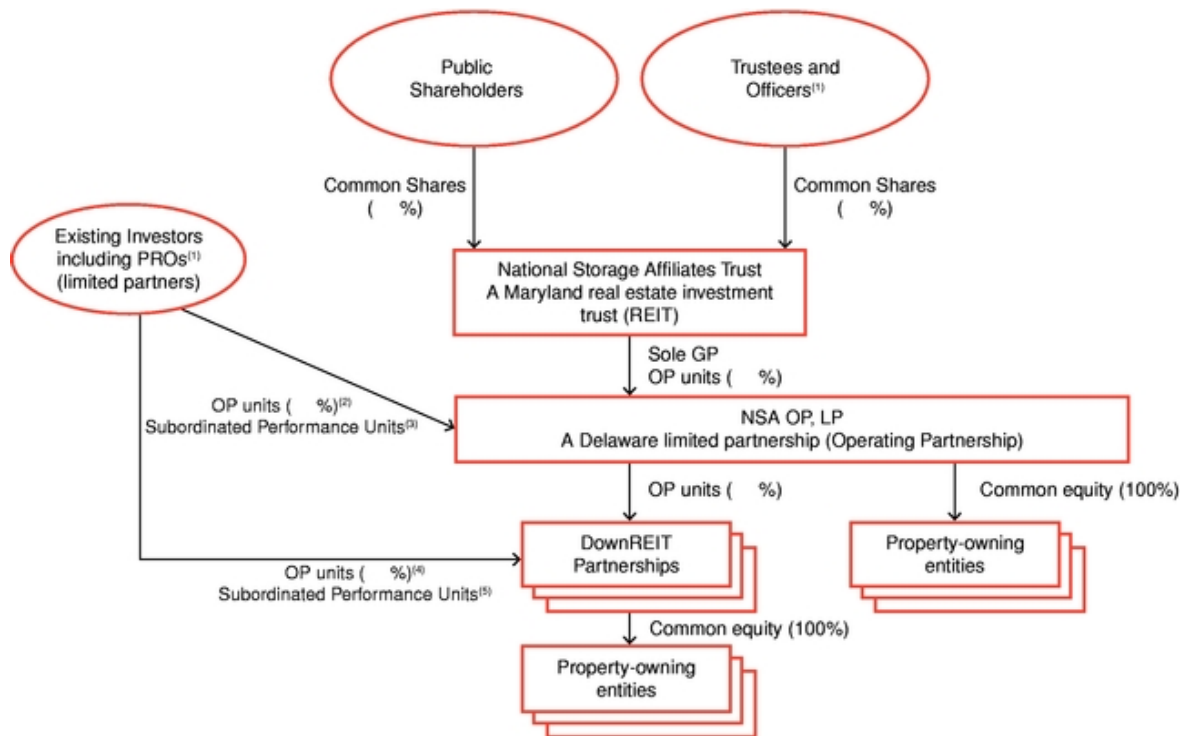 Public
Shareholders
Trustees and
Officers(1)
Common Shares
( %)
Common Shares
( %)
Existing Investors
including PROs(1)
(limited partners)
National Storage Affiliates Trust
A Maryland real estate investment
trust (REIT)
Sole GP
OP units ( %)
OP units ( %)(2)
Subordinated Performance Units(3)
NSA OP, LP
A Delaware limited partnership (Operating Partnership)
OP units ( %)
Common equity (100%)
DownREIT
Partnerships
Property-owning
entities
OP units ( %)(4)
Subordinated Performance Units(5)
Common equity (100%)
Property-owning
entities